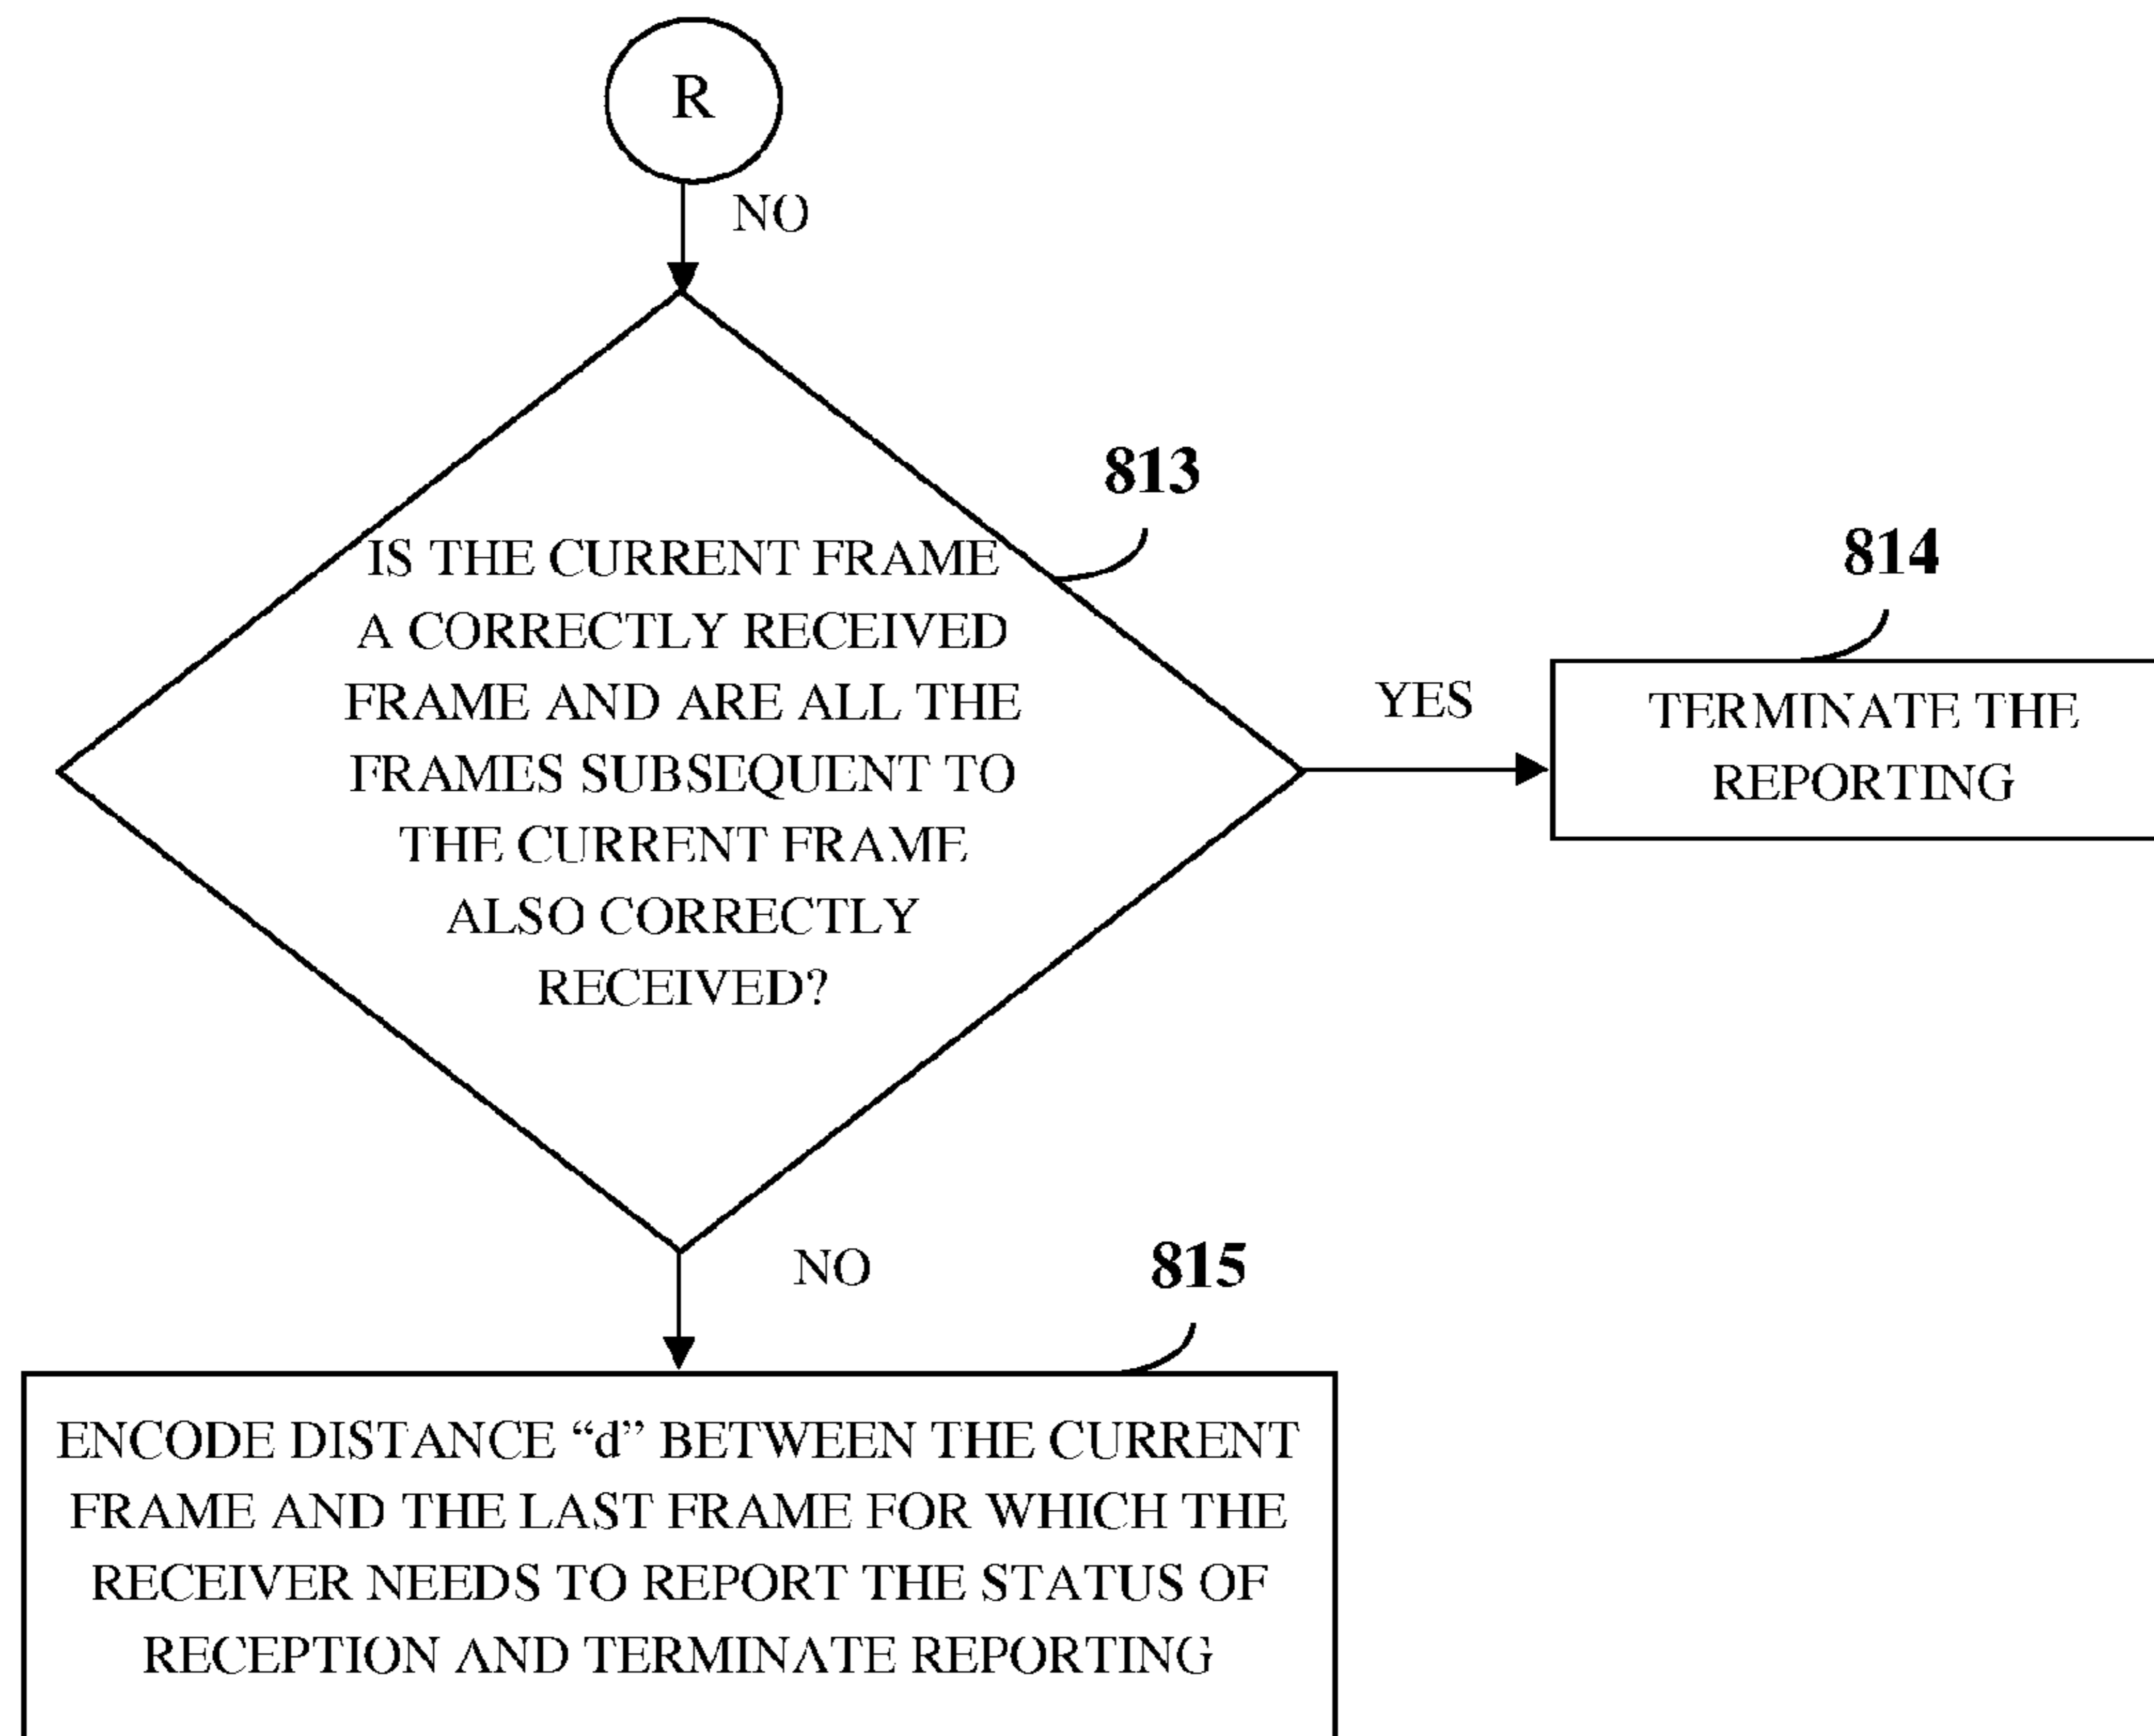 R
NO
813
IS THE CURRENT FRAME
A CORRECTLY RECEIVED
FRAME AND ARE ALL THE
FRAMES SUBSEQUENT TO
THE CURRENT FRAME
ALSO CORRECTLY
RECEIVED?
YES
814
TERMINATE THE
REPORTING
NO
815
ENCODE DISTANCE “d” BETWEEN THE CURRENT
FRAME AND THE LAST FRAME FOR WHICH THE
RECEIVER NEEDS TO REPORT THE STATUS OF
RECEPTION AND TERMINATE REPORTING